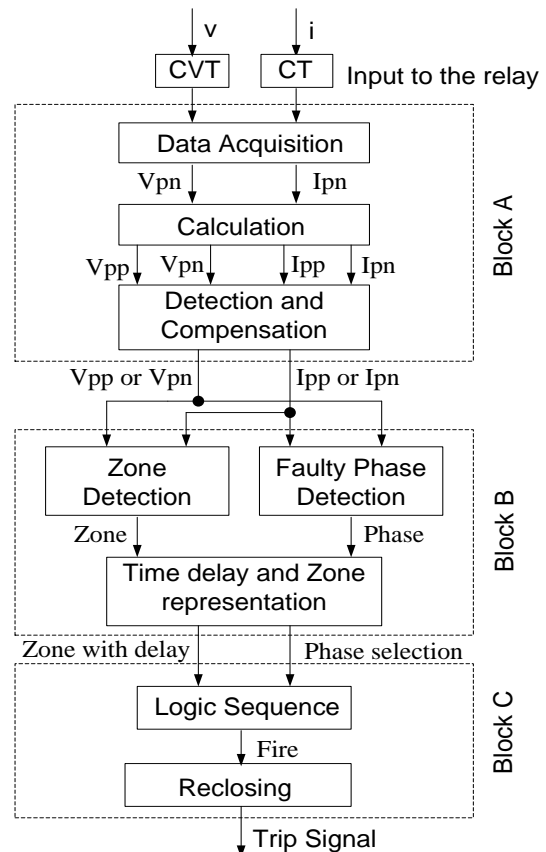 v
i
CVT
CT
Input to the relay
Data Acquisition
Vpn
Ipn
Calculation
Vpp
Vpn
Ipp
Ipn
Detection and
Compensation
Block A
Vpp or Vpn
Ipp or Ipn
Zone
Detection
Faulty Phase
Detection
Zone
Phase
Time delay and Zone
representation
Block B
Zone with delay
Phase selection
Logic Sequence
Fire
Reclosing
Block C
Trip Signal